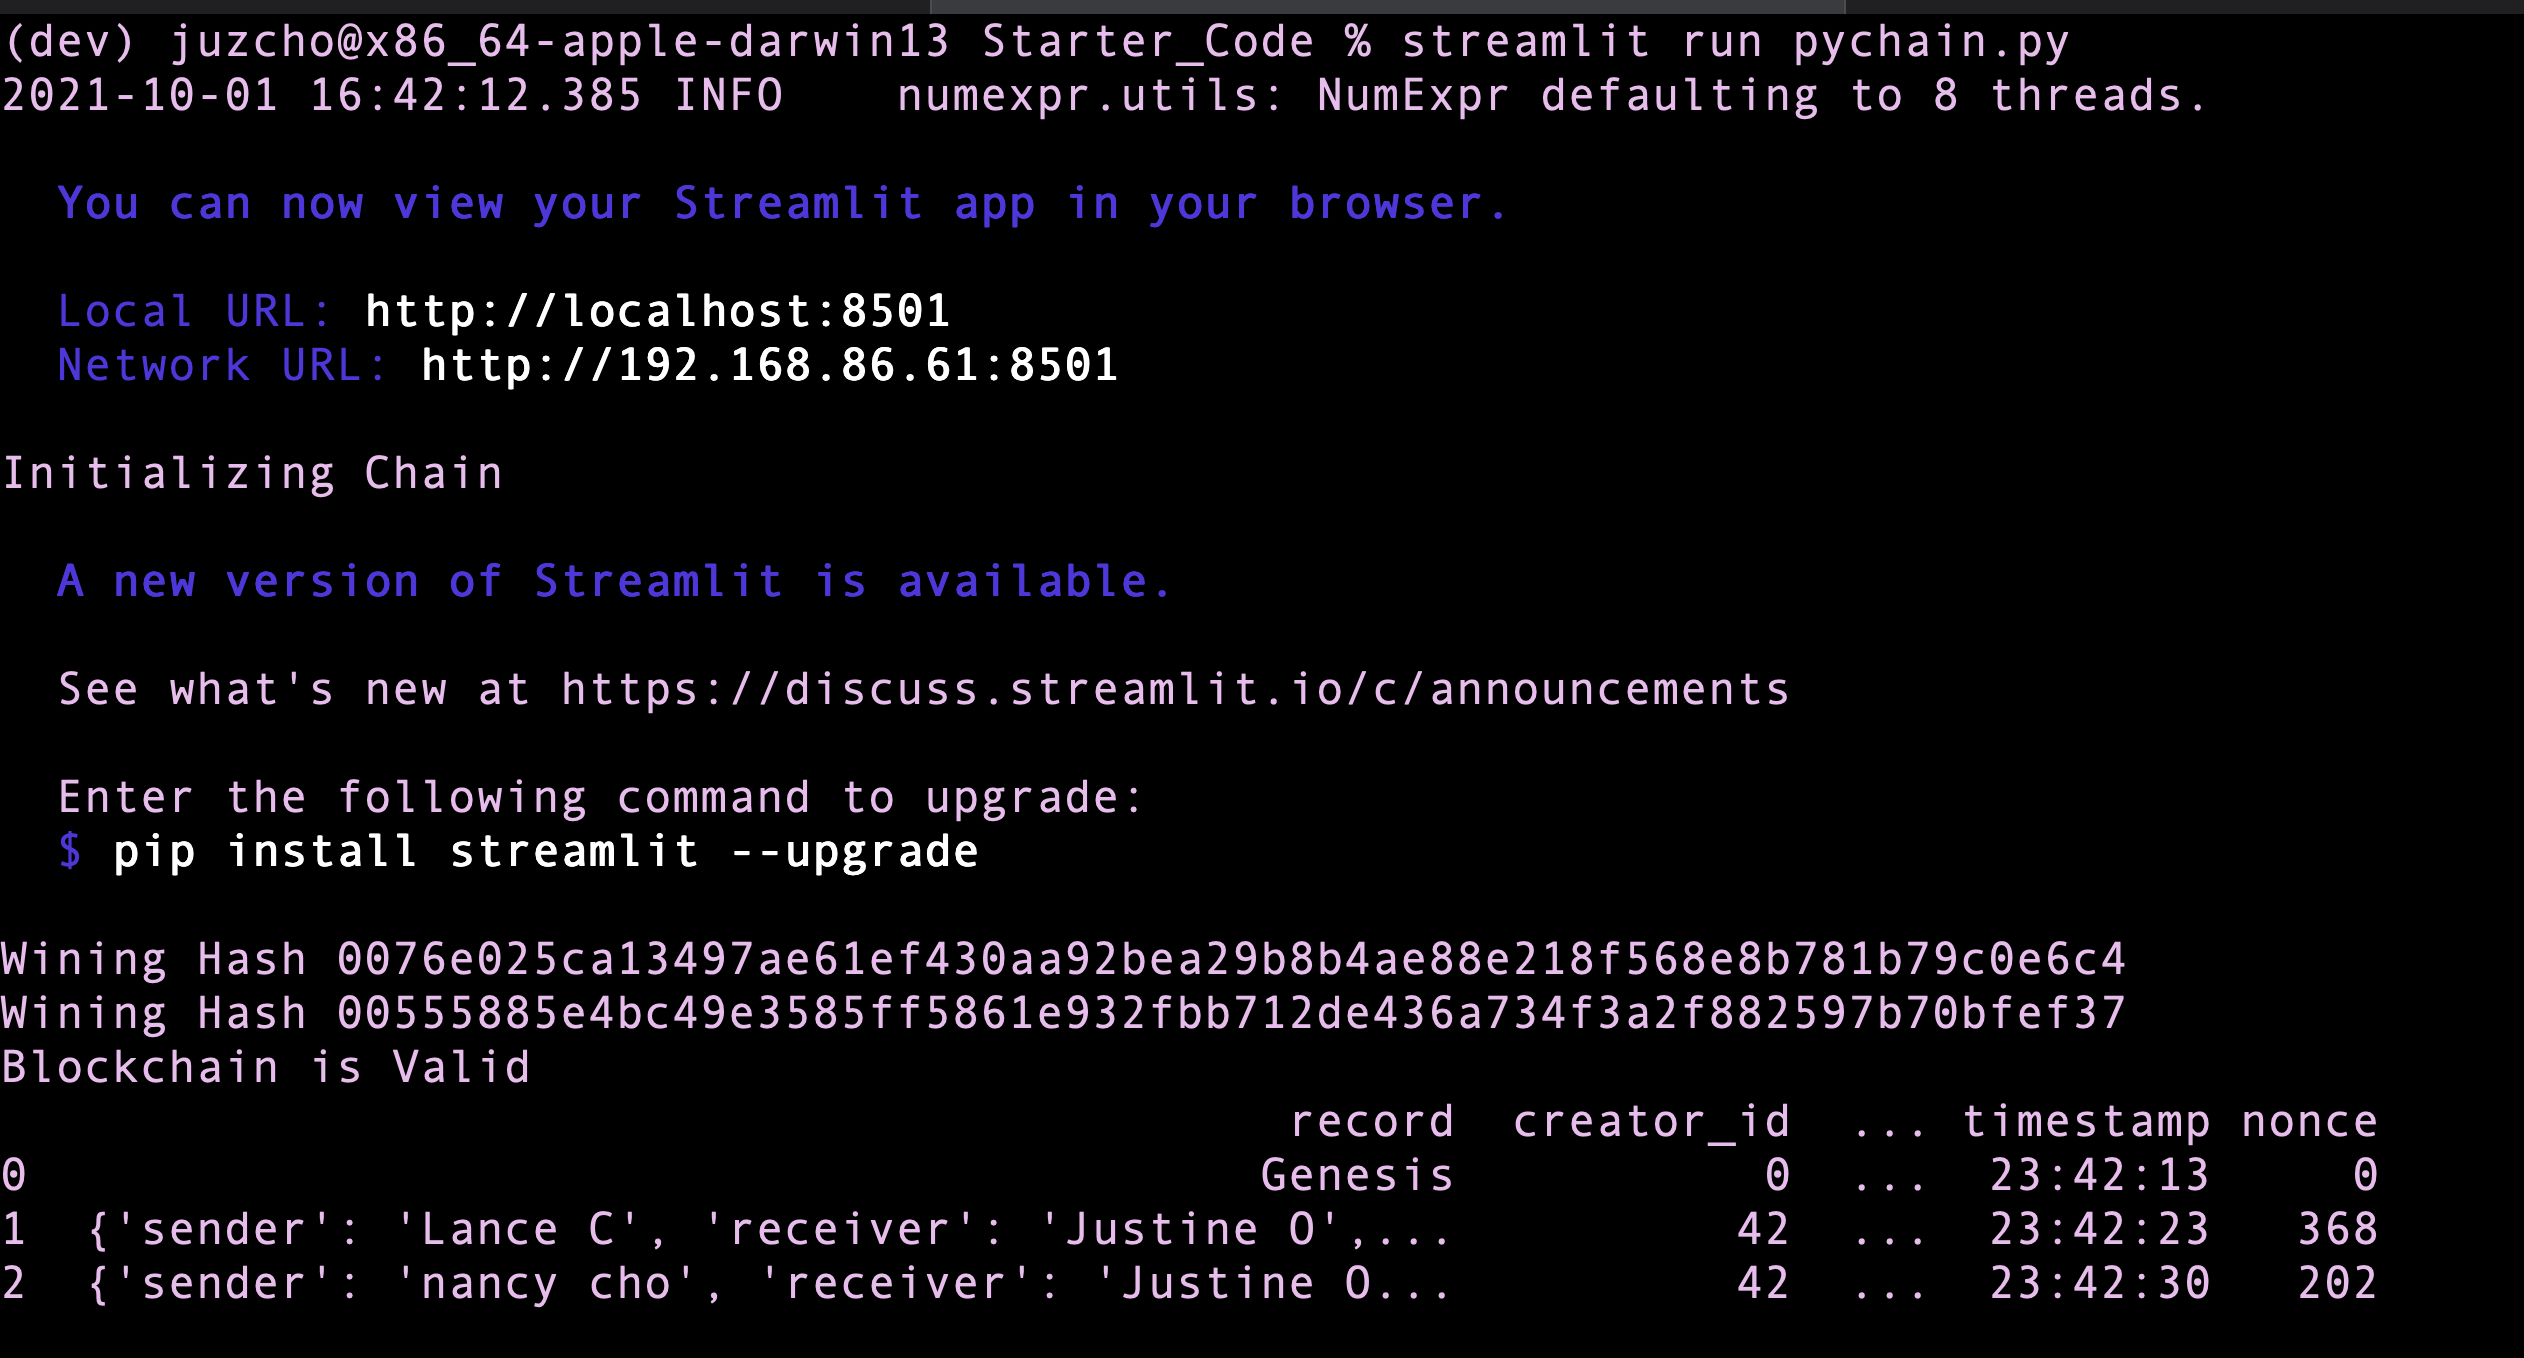 (dev) juzcho@x86_64-apple-darwin13 Starter_Code % streamlit run pychain.py
2021-10-01 16:42:12.385 INFO    numexpr.utils: NumExpr defaulting to 8 threads.
You can now view your Streamlit app in your browser.
Local URL: http://localhost:8501
Network URL: http://192.168.86.61:8501
Initializing Chain
A new version of Streamlit is available.
See what's new at https://discuss.streamlit.io/c/announcements
Enter the following command to upgrade:
$ pip install streamlit --upgrade
Wining Hash 0076e025ca13497ae61ef430aa92bea29b8b4ae88e218f568e8b781b79c0e6c4
Wining Hash 00555885e4bc49e3585ff5861e932fbb712de436a734f3a2f882597b70bfef37
Blockchain is Valid
record  creator_id  ... timestamp nonce
0  Genesis  0  ...  23:42:13  0
1  {'sender': 'Lance C', 'receiver': 'Justine O',...  42  ...  23:42:23  368
2  {'sender': 'nancy cho', 'receiver': 'Justine O...  42  ...  23:42:30  202